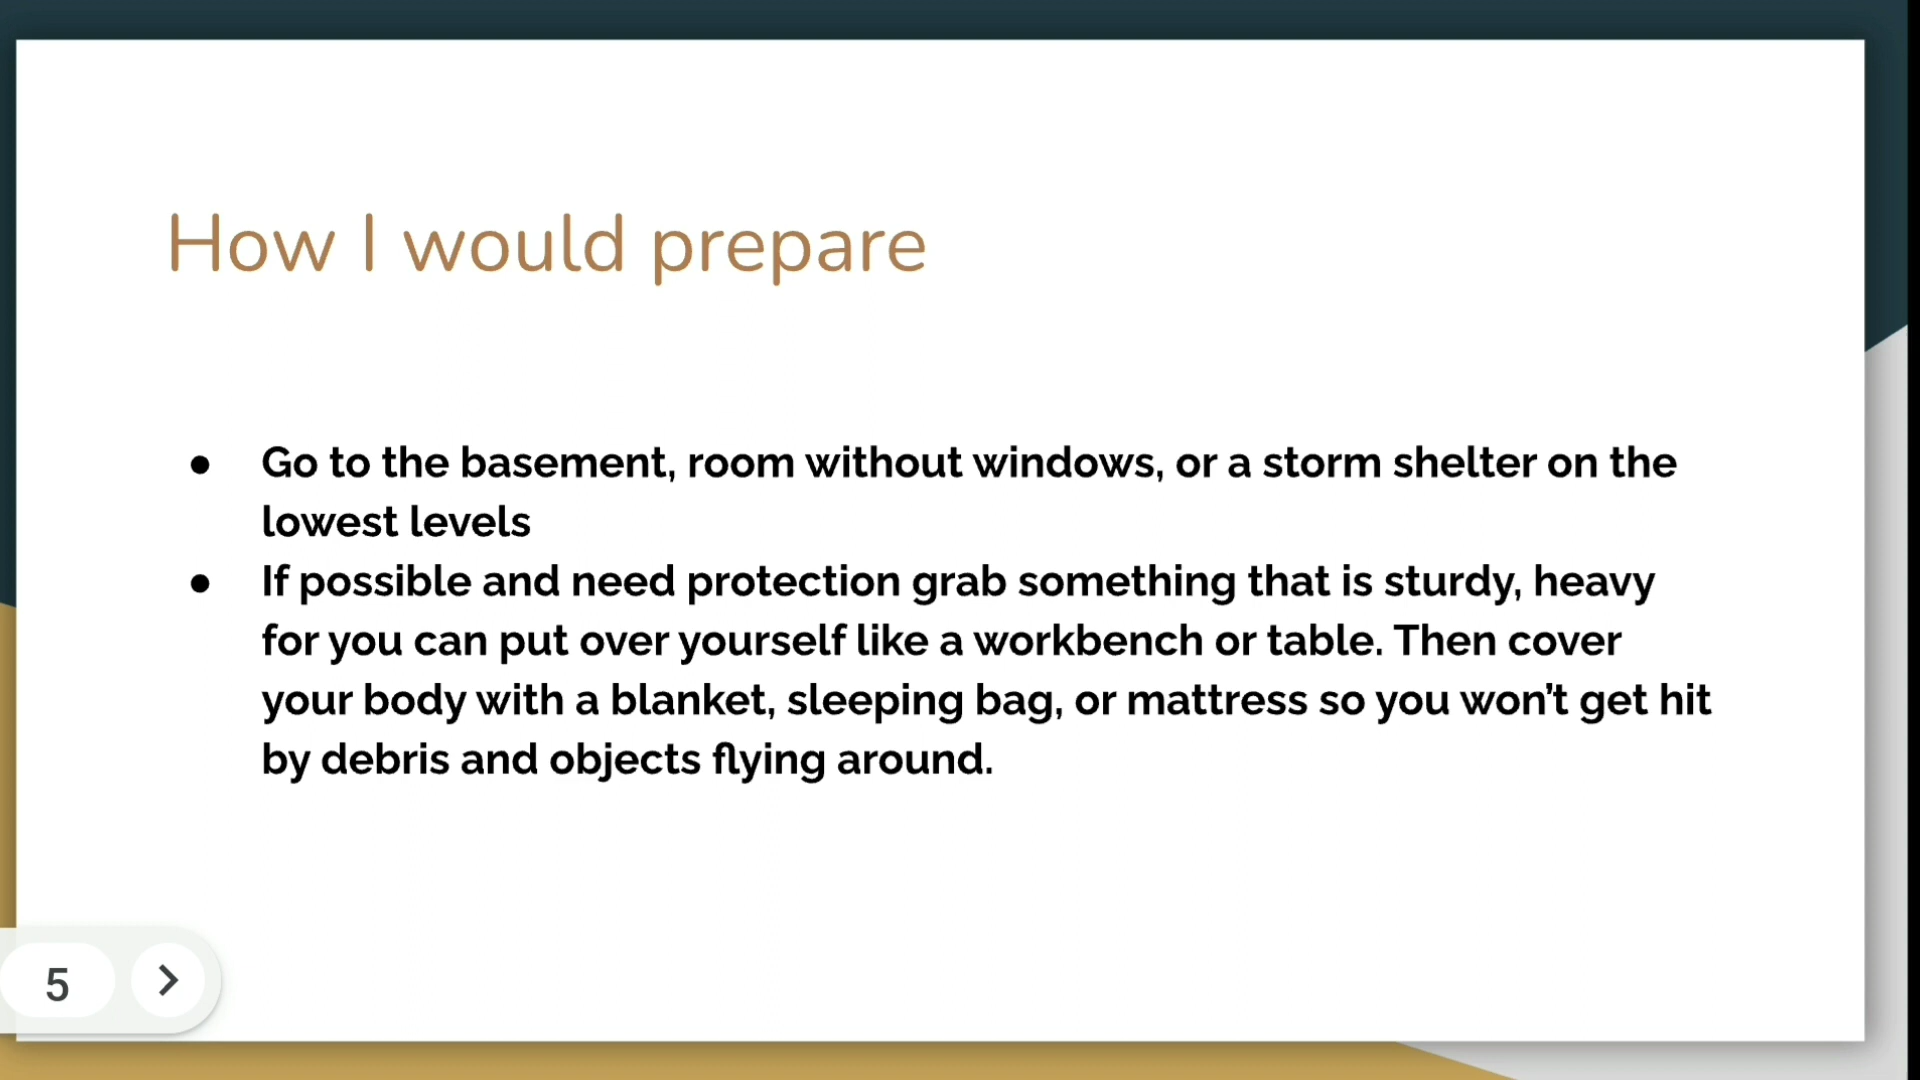 How I would prepare
● Go to the basement, room without windows, or a storm shelter on the
lowest levels
● If possible and need protection grab something that is sturdy, heavy
for you can put over yourself like a workbench or table. Then cover
your body with a blanket, sleeping bag, or mattress so you won’t get hit
by debris and objects flying around.
5